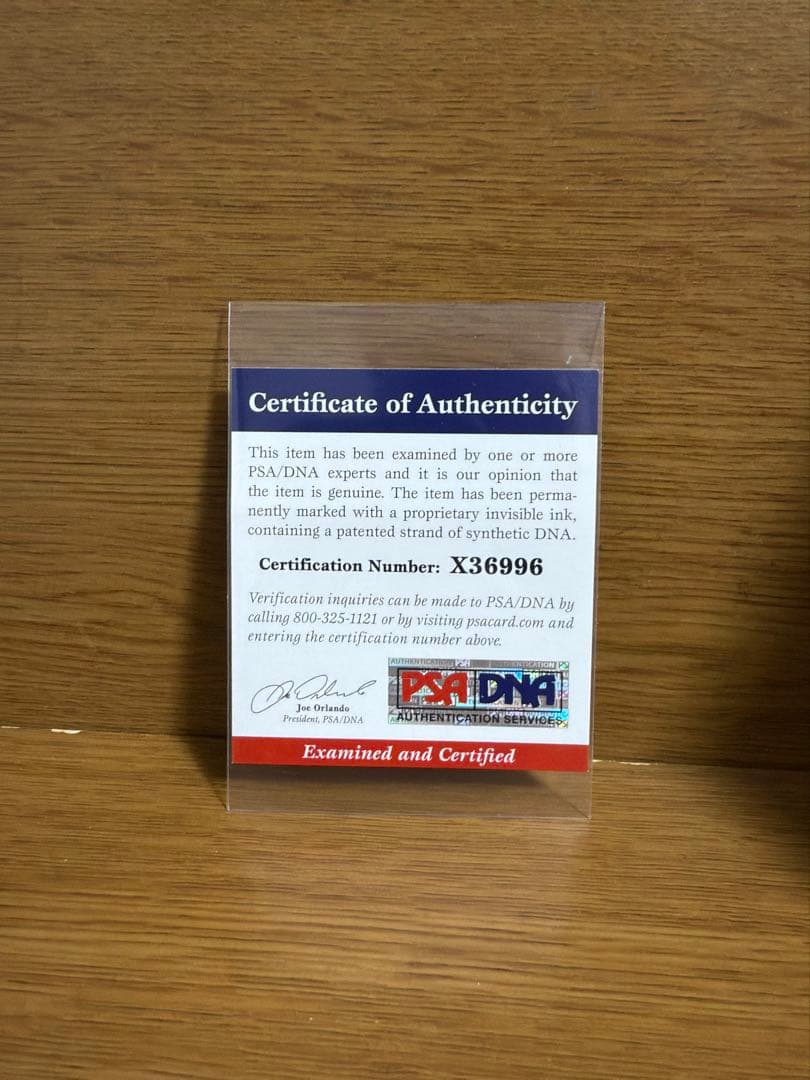 Certificate of Authenticity
This item has been examined by one or more
PSA/DNA experts and it is our opinion that
the item is genuine. The item has been perma-
nently marked with a proprietary invisible ink,
containing a patented strand of synthetic DNA.
Certification Number: X36996
Verification inquiries can be made to PSA/DNA by
calling 800-325-1121 or by visiting psacard.com and
entering the certification number above.
Joe Orlando
President, PSA/DNA
AUTHENTICATION
AUTHENTICATION
PSA DNA
AUTHENTICATION SERVICES
Examined and Certified